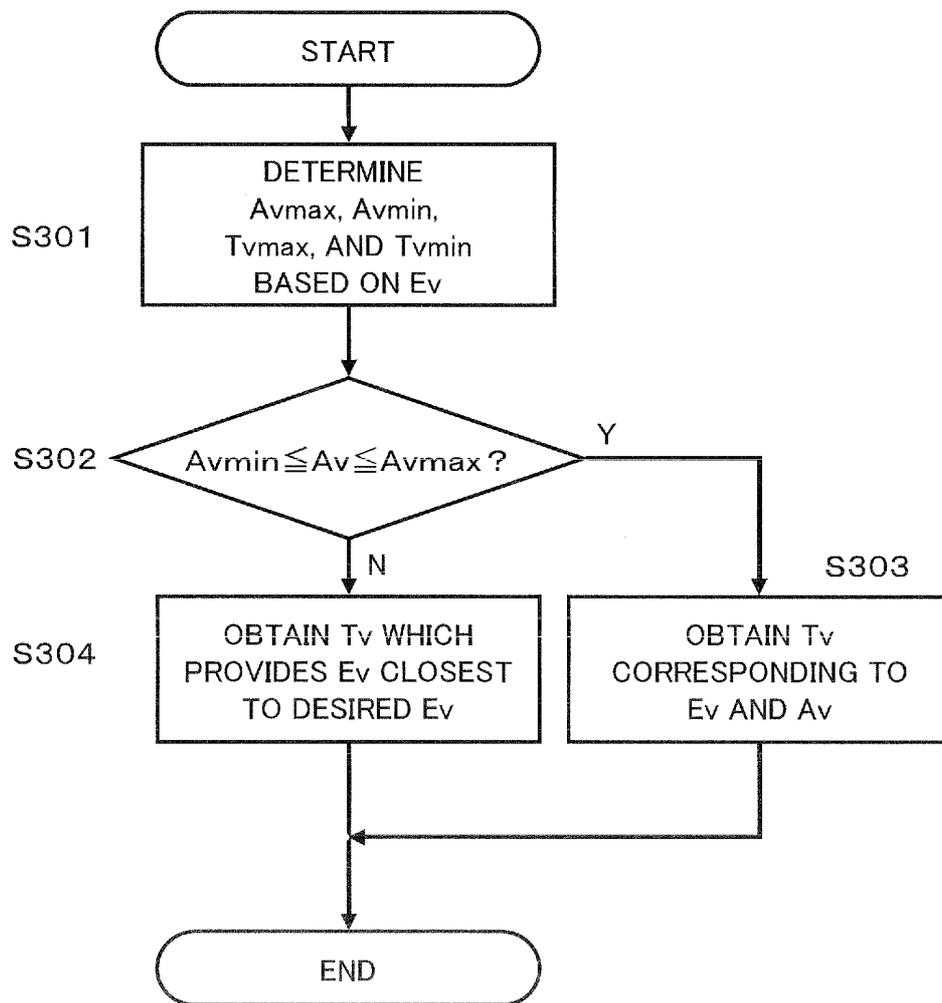 START
S301
DETERMINE
Avmax, Avmin,
Tvmax, AND Tvmin
BASED ON Ev
S302
Avmin≦Av≦Avmax?
Y
N
S303
S304
OBTAIN Tv WHICH
PROVIDES Ev CLOSEST
TO DESIRED Ev
OBTAIN Tv
CORRESPONDING TO
Ev AND Av
END